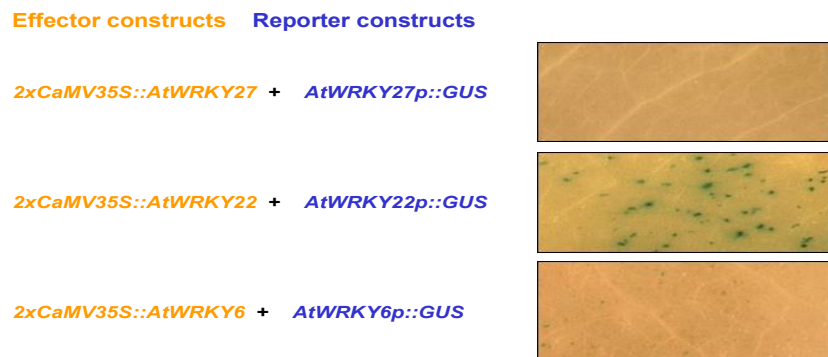 Effector constructs Reporter constructs
2xCaMV35S::AtWRKY27 + AtWRKY27p::GUS
2xCaMV35S::AtWRKY22 + AtWRKY22p::GUS
2xCaMV35S::AtWRKY6 + AtWRKY6p::GUS